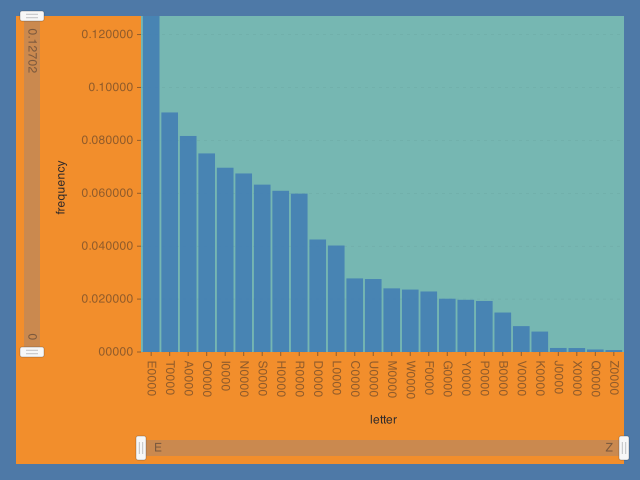 0.12702
0
frequency
0.120000
0.10000
0.080000
0.060000
0.040000
0.020000
00000
E0000
T0000
A0000
O0000
I0000
N0000
S0000
H0000
R0000
D0000
L0000
C0000
U0000
M0000
W0000
F0000
G0000
Y0000
P0000
B0000
V0000
K0000
J0000
X0000
Q0000
Z0000
letter
E Z